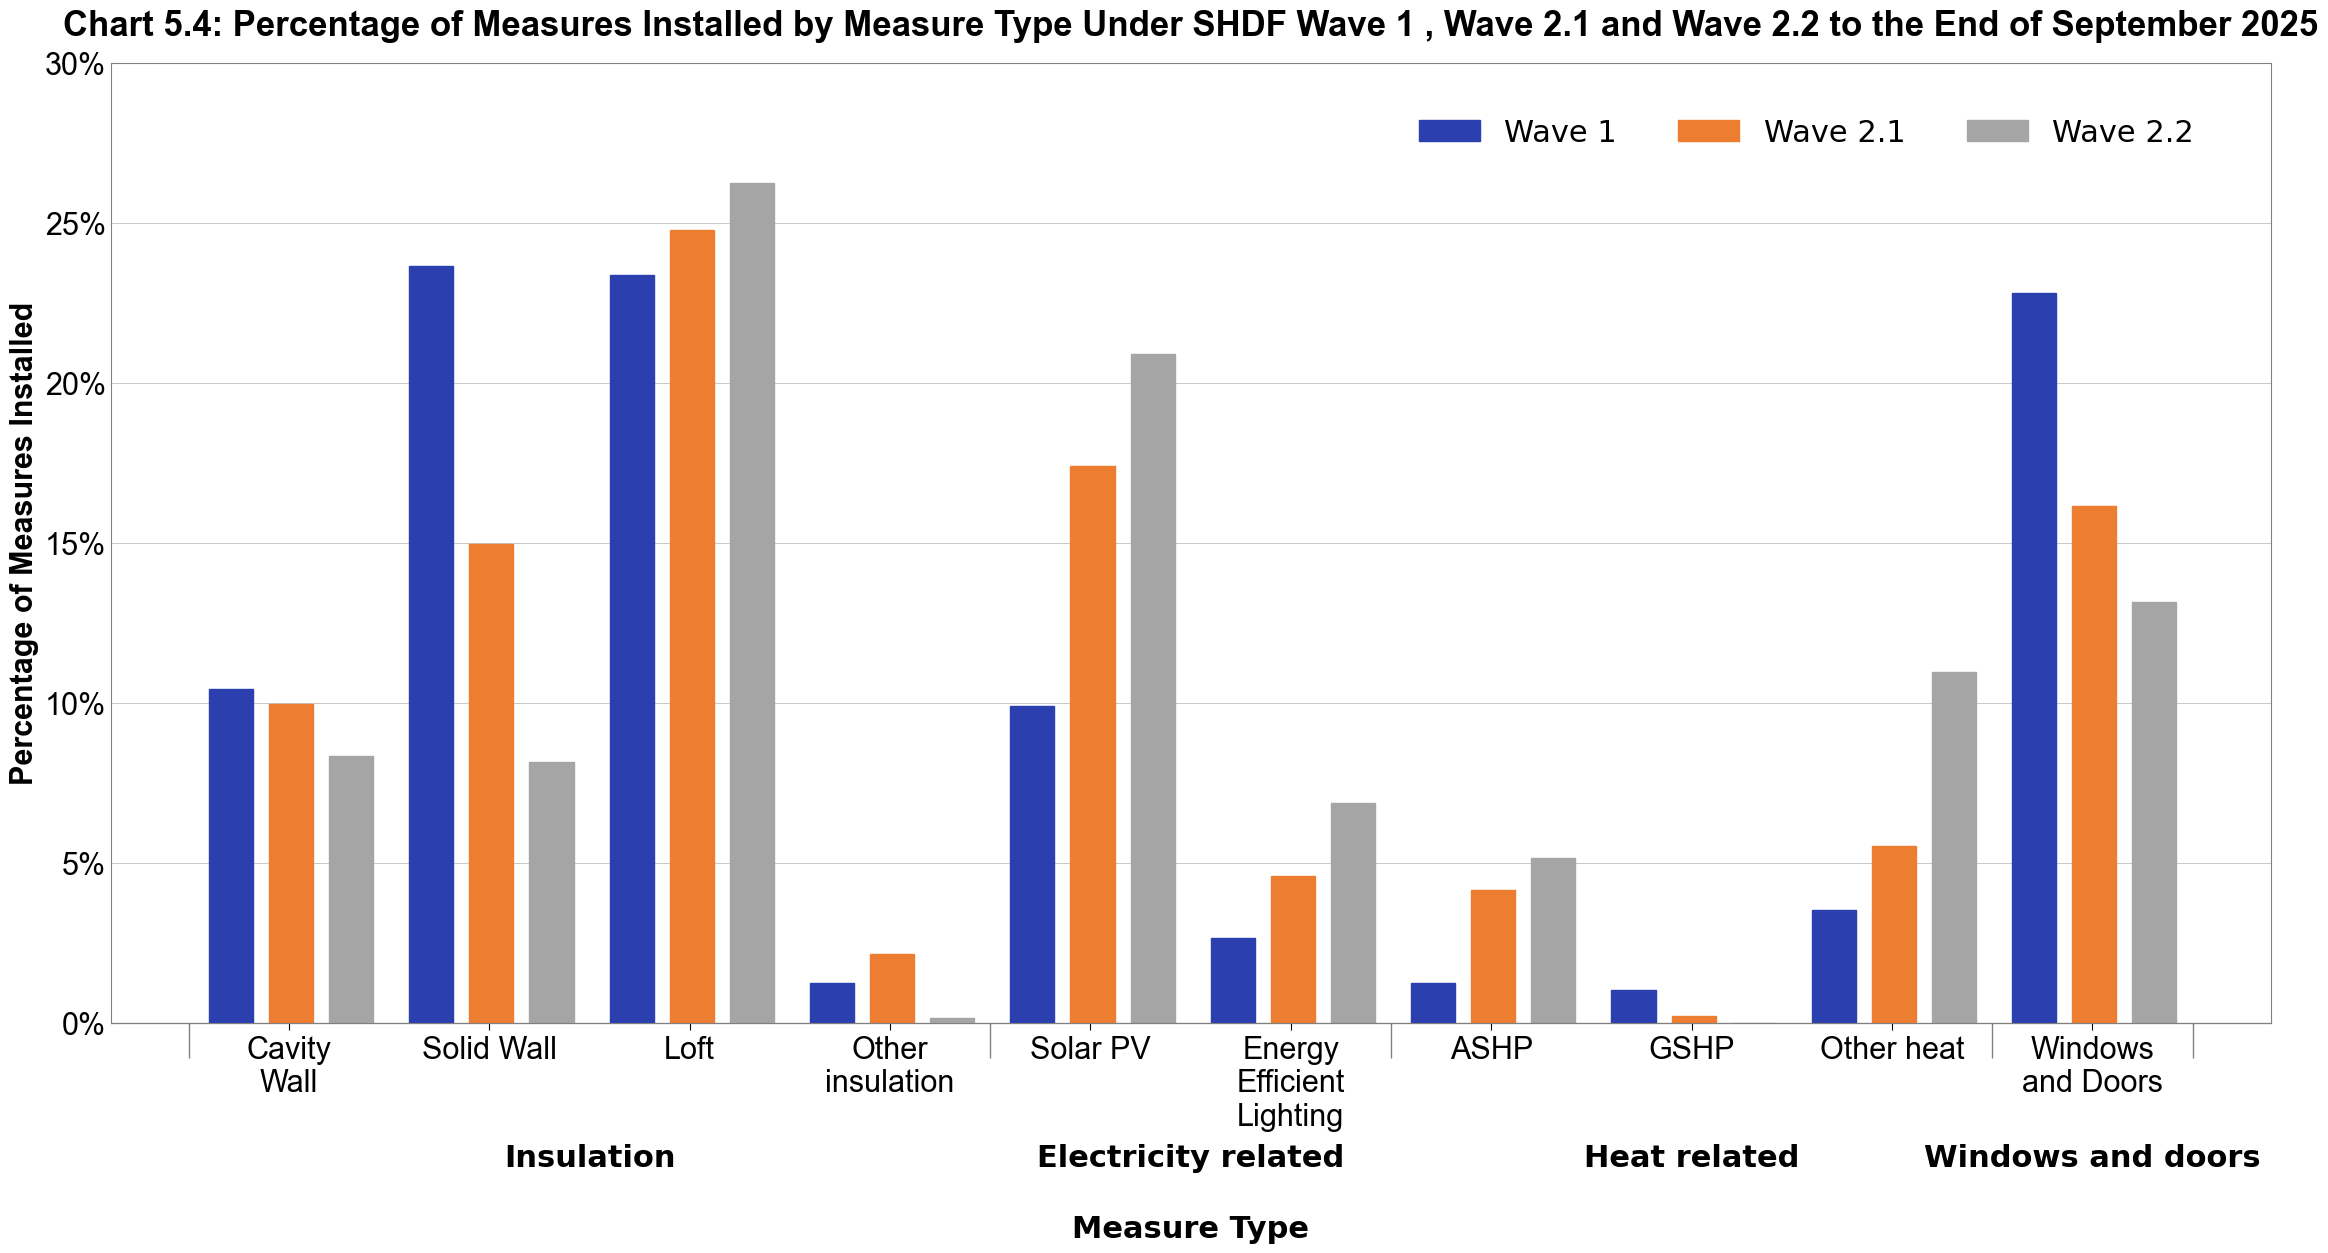 Chart 5.4: Percentage of Measures Installed by Measure Type Under SHDF Wave 1 , Wave 2.1 and Wave 2.2 to the End of September 2025
Wave 1
Wave 2.1
Wave 2.2
Percentage of Measures Installed
30%
25%
20%
15%
10%
5%
0%
Cavity
Wall
Solid Wall
Loft
Other
insulation
Solar PV
Energy
Efficient
Lighting
ASHP
GSHP
Other heat
Windows
and Doors
Insulation
Electricity related
Heat related
Windows and doors
Measure Type